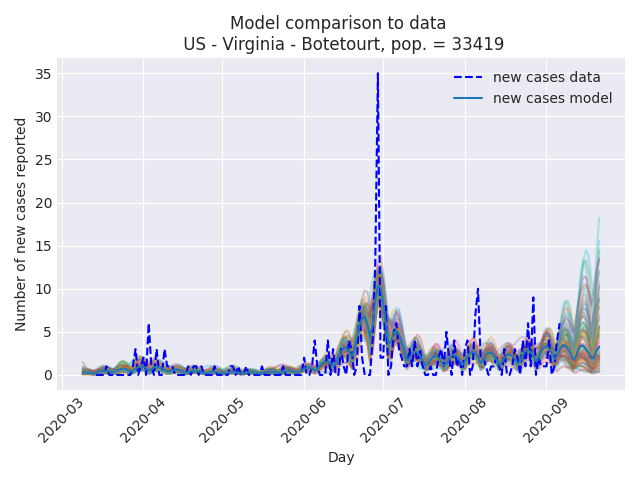 Model comparison to data
US - Virginia - Botetourt, pop. = 33419
new cases data
new cases model
Number of new cases reported
35
30
25
20
15
10
5
0
2020-03
2020-04
2020-05
2020-06
2020-07
2020-08
2020-09
Day